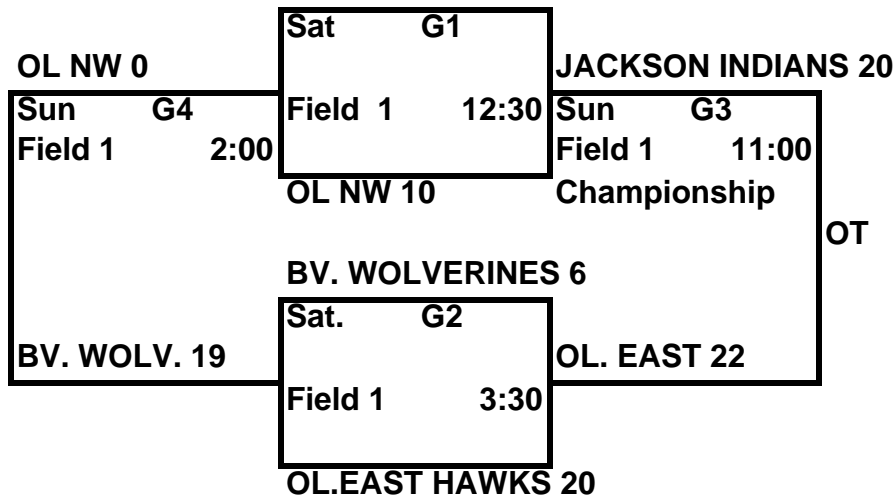 Sat G1
OL NW 0
JACKSON INDIANS 20
Sun G4
Field 1 12:30
Sun G3
Field 1 2:00
Field 1 11:00
OL NW 10
Championship
OT
BV. WOLVERINES 6
Sat. G2
BV. WOLV. 19
OL. EAST 22
Field 1 3:30
OL.EAST HAWKS 20